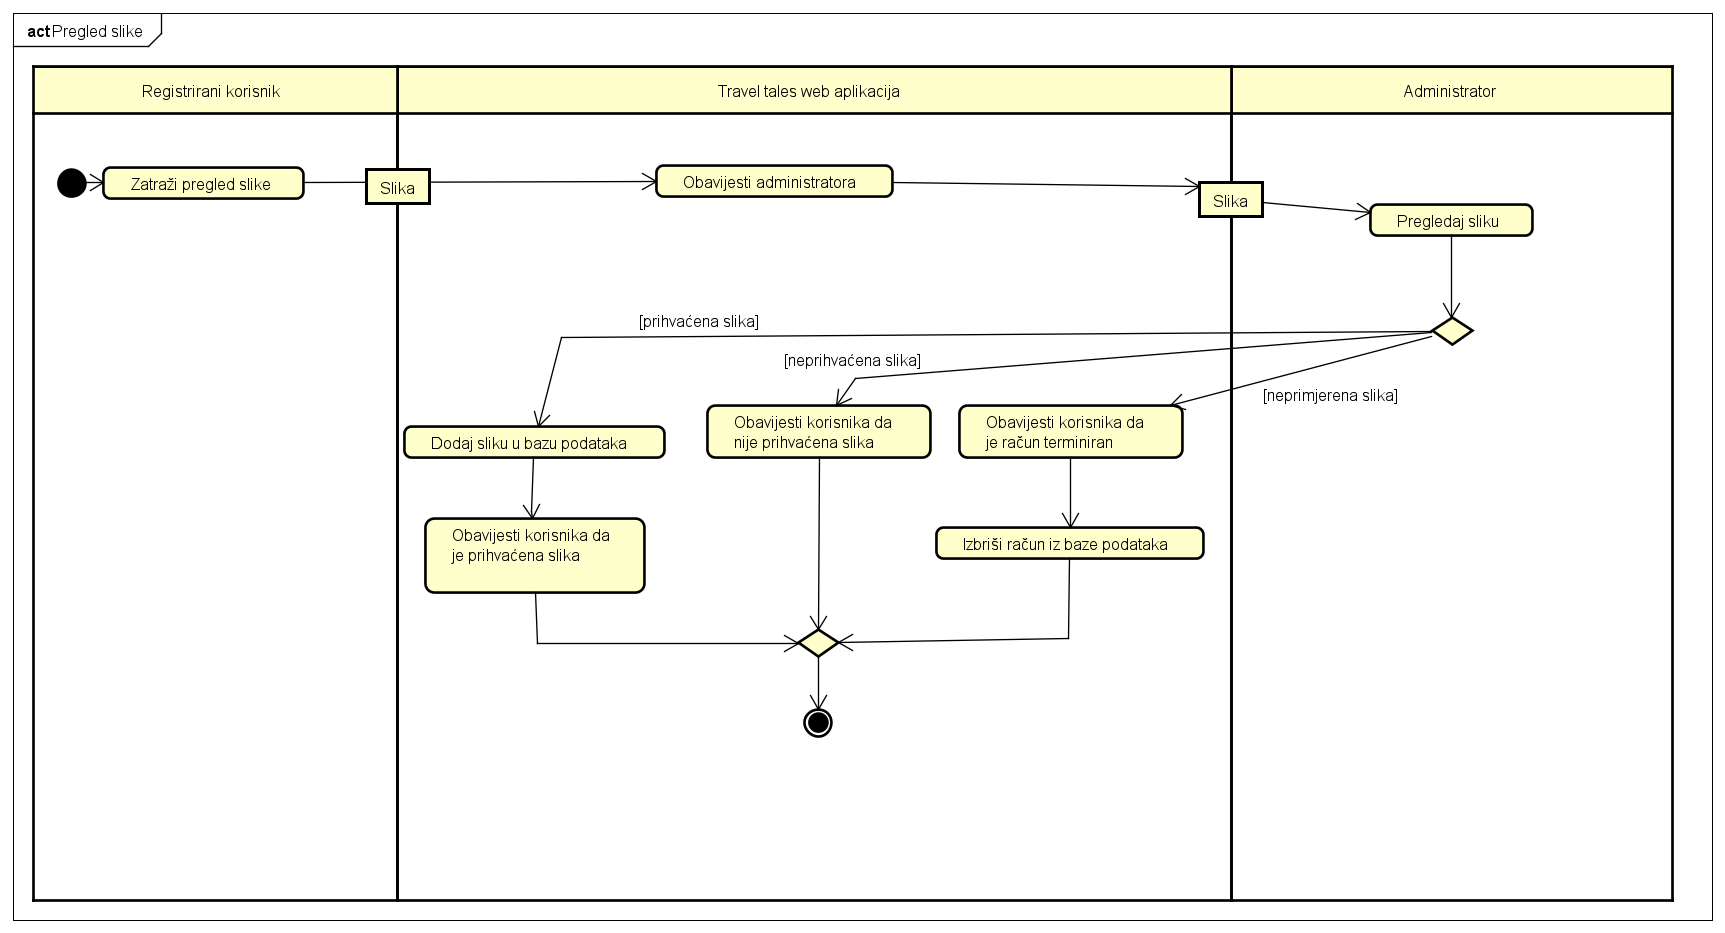 act Pregled slike
Registrirani korisnik
Travel tales web aplikacija
Administrator
Zatraži pregled slike
Slika
Obavijesti administratora
Slika
Pregledaj sliku
[prihvaćena slika]
[neprihvaćena slika]
[neprimjerena slika]
Dodaj sliku u bazu podataka
Obavijesti korisnika da
nije prihvaćena slika
Obavijesti korisnika da
je račun terminiran
Obavijesti korisnika da
je prihvaćena slika
Izbriši račun iz baze podataka